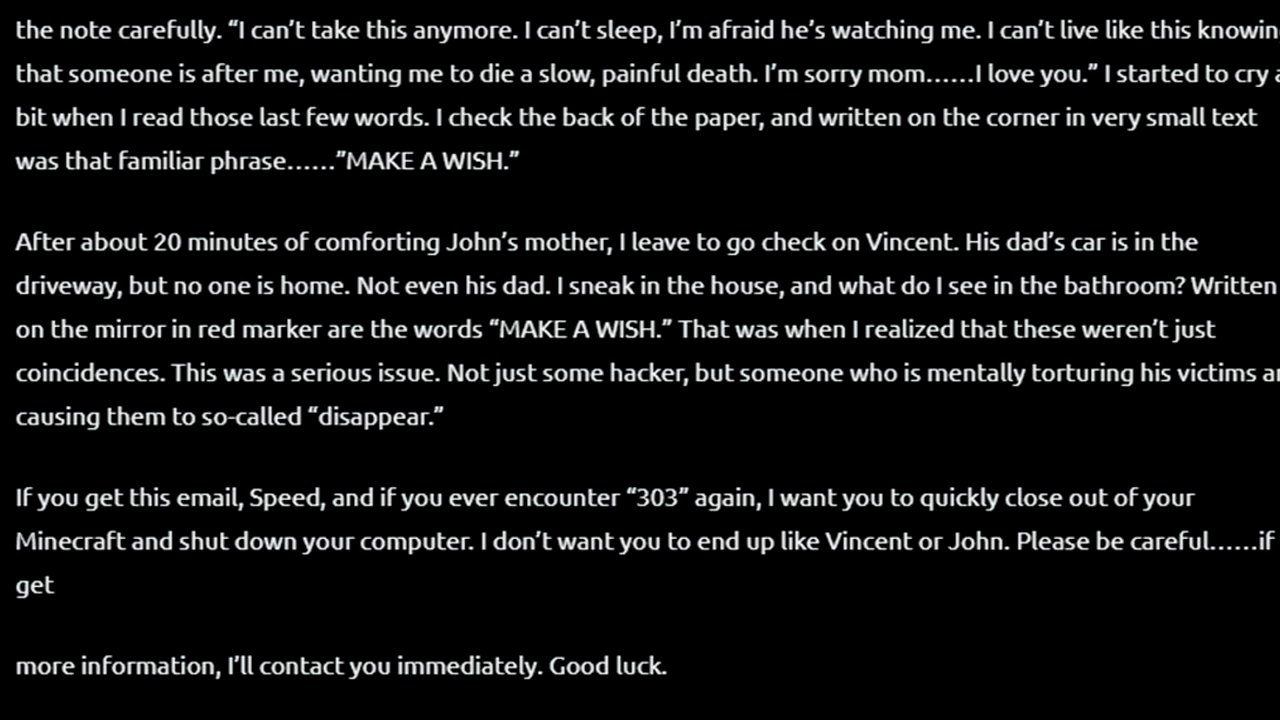 the note carefully. “I can’t take this anymore. I can’t sleep, I’m afraid he’s watching me. I can’t live like this knowin
that someone is after me, wanting me to die a slow, painful death. I’m sorry mom......I love you.” I started to cry a
bit when I read those last few words. I check the back of the paper, and written on the corner in very small text
was that familiar phrase......”MAKE A WISH.”
After about 20 minutes of comforting John’s mother, I leave to go check on Vincent. His dad’s car is in the
driveway, but no one is home. Not even his dad. I sneak in the house, and what do I see in the bathroom? Written
on the mirror in red marker are the words “MAKE A WISH.” That was when I realized that these weren’t just
coincidences. This was a serious issue. Not just some hacker, but someone who is mentally torturing his victims an
causing them to so-called “disappear.”
If you get this email, Speed, and if you ever encounter “303” again, I want you to quickly close out of your
Minecraft and shut down your computer. I don’t want you to end up like Vincent or John. Please be careful......if
get
more information, I’ll contact you immediately. Good luck.